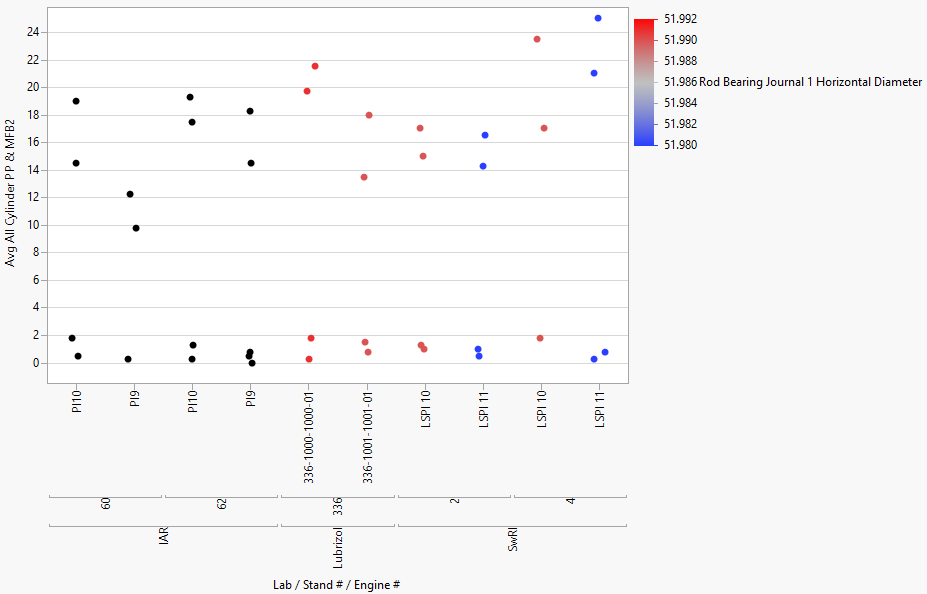 Avg All Cylinder PP & MFB2
24
22
20
18
16
14
12
10
8
6
4
2
0
PI10
PI9
PI10
PI9
336-1000-1000-01
336-1001-1001-01
LSPI 10
LSPI 11
LSPI 10
LSPI 11
60
62
336
2
4
IAR
Lubrizol
SwRI
Lab / Stand # / Engine #
51.992
51.990
51.988
51.986
51.984
51.982
51.980
Rod Bearing Journal 1 Horizontal Diameter